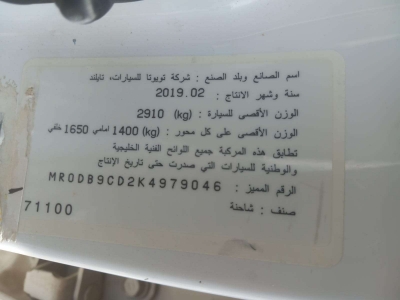 اسم الصانع وبلد الصنع : شركة تويوتا للسيارات، تايلند
سنة وشهر الانتاج : 2019.02
الوزن الأقصى للسيارة : (kg) 2910
الوزن الأقصى على كل محور : (kg) 1400 امامي 1650 خلفي
تطابق هذه المركبة جميع اللوائح الفنية الخليجية
والوطنية للسيارات التي صدرت حتى تاريخ الإنتاج
الرقم المميز : MR0DB9CD2K4979046
صنف : شاحنة
71100